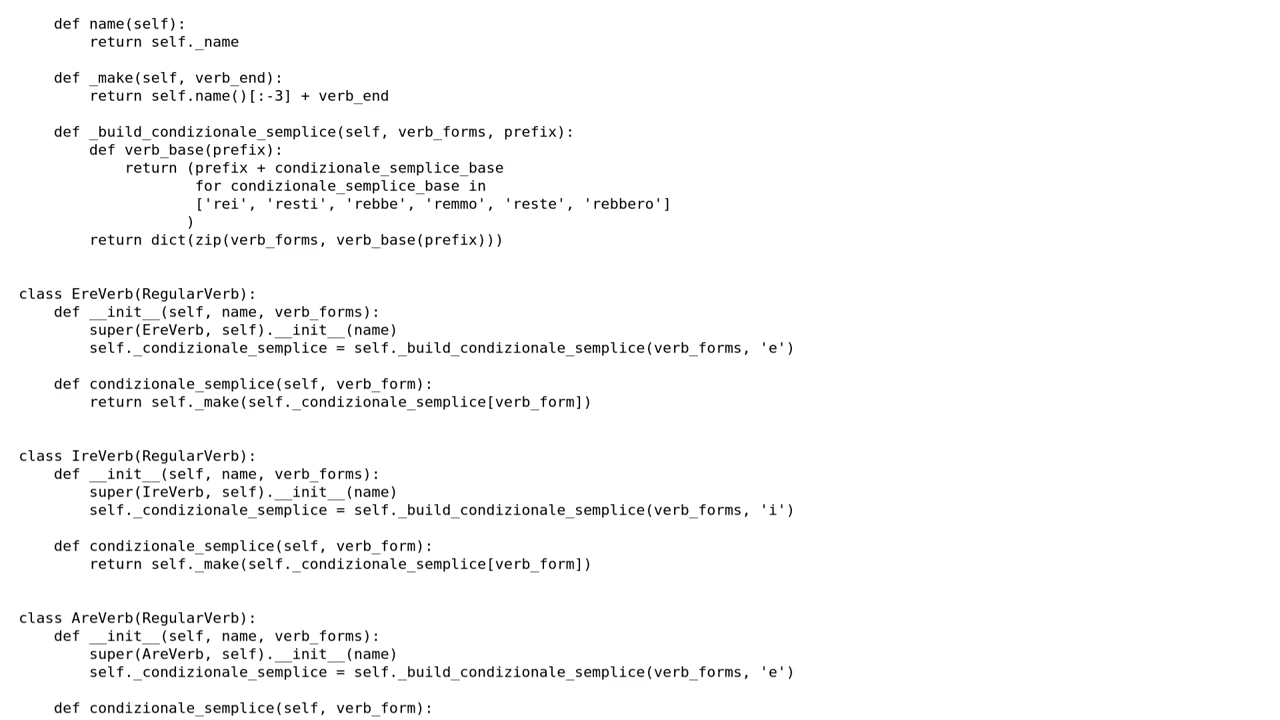 def name(self):
return self._name
def _make(self, verb_end):
return self.name()[:-3] + verb_end
def _build_condizionale_semplice(self, verb_forms, prefix):
def verb_base(prefix):
return (prefix + condizionale_semplice_base
for condizionale_semplice_base in
['rei', 'resti', 'rebbe', 'remmo', 'reste', 'rebbero']
)
return dict(zip(verb_forms, verb_base(prefix)))
class EreVerb(RegularVerb):
def __init__(self, name, verb_forms):
super(EreVerb, self).__init__(name)
self._condizionale_semplice = self._build_condizionale_semplice(verb_forms, 'e')
def condizionale_semplice(self, verb_form):
return self._make(self._condizionale_semplice[verb_form])
class IreVerb(RegularVerb):
def __init__(self, name, verb_forms):
super(IreVerb, self).__init__(name)
self._condizionale_semplice = self._build_condizionale_semplice(verb_forms, 'i')
def condizionale_semplice(self, verb_form):
return self._make(self._condizionale_semplice[verb_form])
class AreVerb(RegularVerb):
def __init__(self, name, verb_forms):
super(AreVerb, self).__init__(name)
self._condizionale_semplice = self._build_condizionale_semplice(verb_forms, 'e')
def condizionale_semplice(self, verb_form):